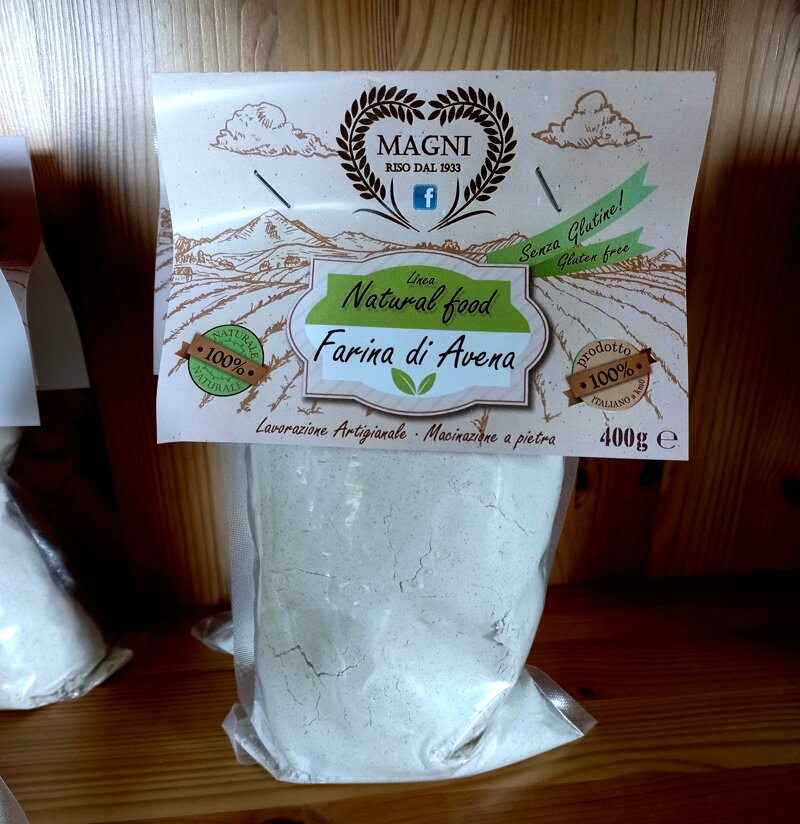 MAGNI
RISO DAL 1933
f
Senza Glutine!
Gluten free
Linea
Natural food
Farina di Avena
NATURALE
100%
NATURALE
prodotto
100%
ITALIANO a km0
Lavorazione Artigianale · Macinazione a pietra
400g ℮